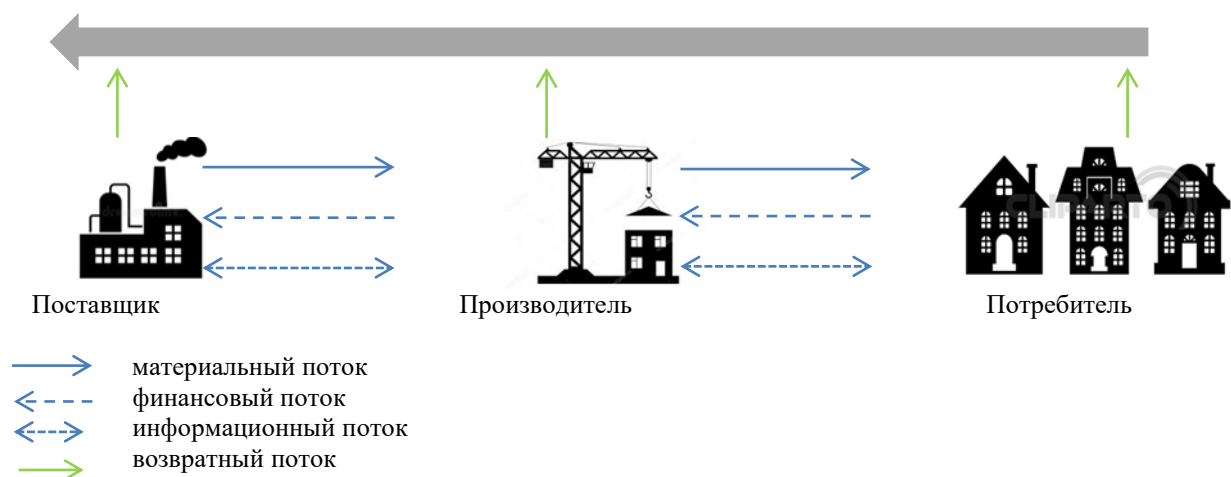 Поставщик
Производитель
Потребитель
материальный поток
финансовый поток
информационный поток
возвратный поток